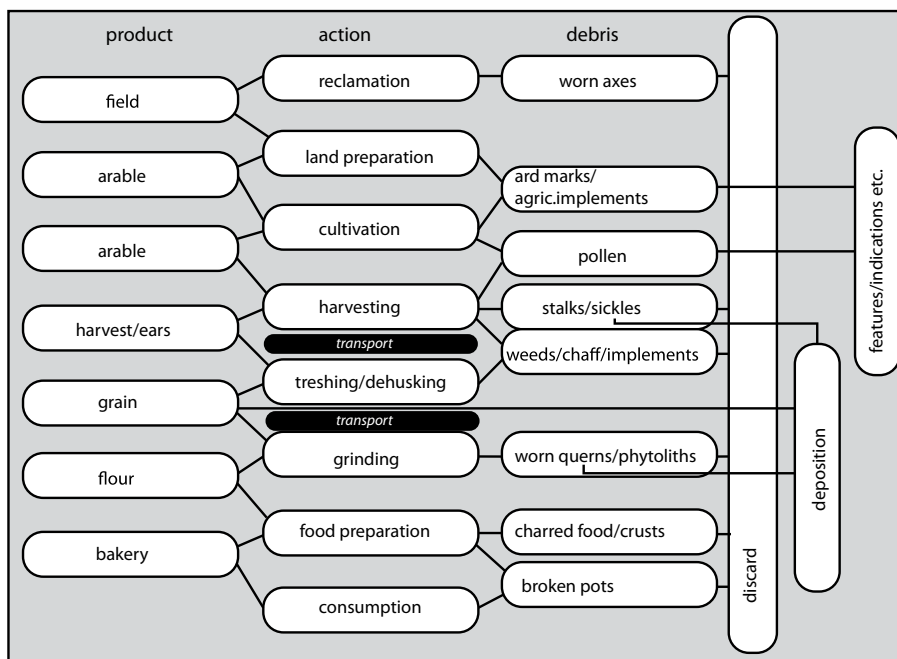 product
action
debris
field
reclamation
worn axes
arable
land preparation
ard marks/
agric.implements
arable
cultivation
pollen
harvest/ears
harvesting
stalks/sickles
transport
weeds/chaff/implements
treshing/dehusking
grain
transport
grinding
worn querns/phytoliths
flour
food preparation
charred food/crusts
bakery
broken pots
consumption
discard
deposition
features/indications etc.